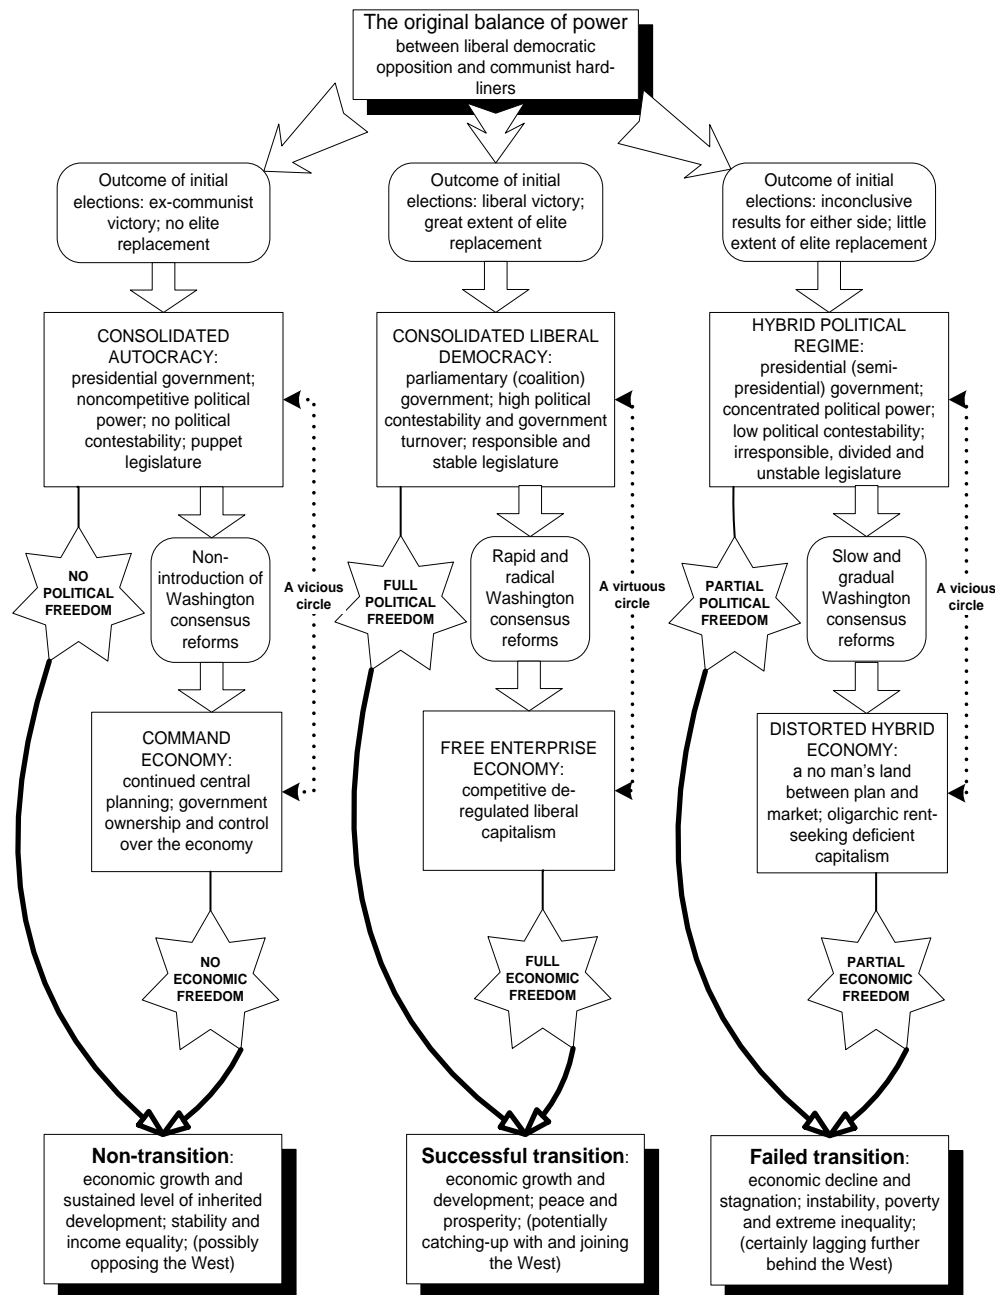 The original balance of power
between liberal democratic
opposition and communist hard-
liners
Outcome of initial
elections: ex-communist
victory; no elite
replacement
Outcome of initial
elections: liberal victory;
great extent of elite
replacement
Outcome of initial
elections: inconclusive
results for either side; little
extent of elite replacement
CONSOLIDATED
AUTOCRACY:
presidential government;
noncompetitive political
power; no political
contestability; puppet
legislature
CONSOLIDATED LIBERAL
DEMOCRACY:
parliamentary (coalition)
government; high political
contestability and government
turnover; responsible and
stable legislature
HYBRID POLITICAL
REGIME:
presidential (semi-
presidential) government;
concentrated political power;
low political contestability;
irresponsible, divided and
unstable legislature
NO
POLITICAL
FREEDOM
Non-
introduction of
Washington
consensus
reforms
A vicious
circle
FULL
POLITICAL
FREEDOM
Rapid and
radical
Washington
consensus
reforms
A virtuous
circle
PARTIAL
POLITICAL
FREEDOM
Slow and
gradual
Washington
consensus
reforms
A vicious
circle
COMMAND
ECONOMY:
continued central
planning; government
ownership and control
over the economy
FREE ENTERPRISE
ECONOMY:
competitive de-
regulated liberal
capitalism
DISTORTED HYBRID
ECONOMY:
a no man's land
between plan and
market; oligarchic rent-
seeking deficient
capitalism
NO
ECONOMIC
FREEDOM
FULL
ECONOMIC
FREEDOM
PARTIAL
ECONOMIC
FREEDOM
Non-transition:
economic growth and
sustained level of inherited
development; stability and
income equality; (possibly
opposing the West)
Successful transition:
economic growth and
development; peace and
prosperity; (potentially
catching-up with and joining
the West)
Failed transition:
economic decline and
stagnation; instability, poverty
and extreme inequality;
(certainly lagging further
behind the West)